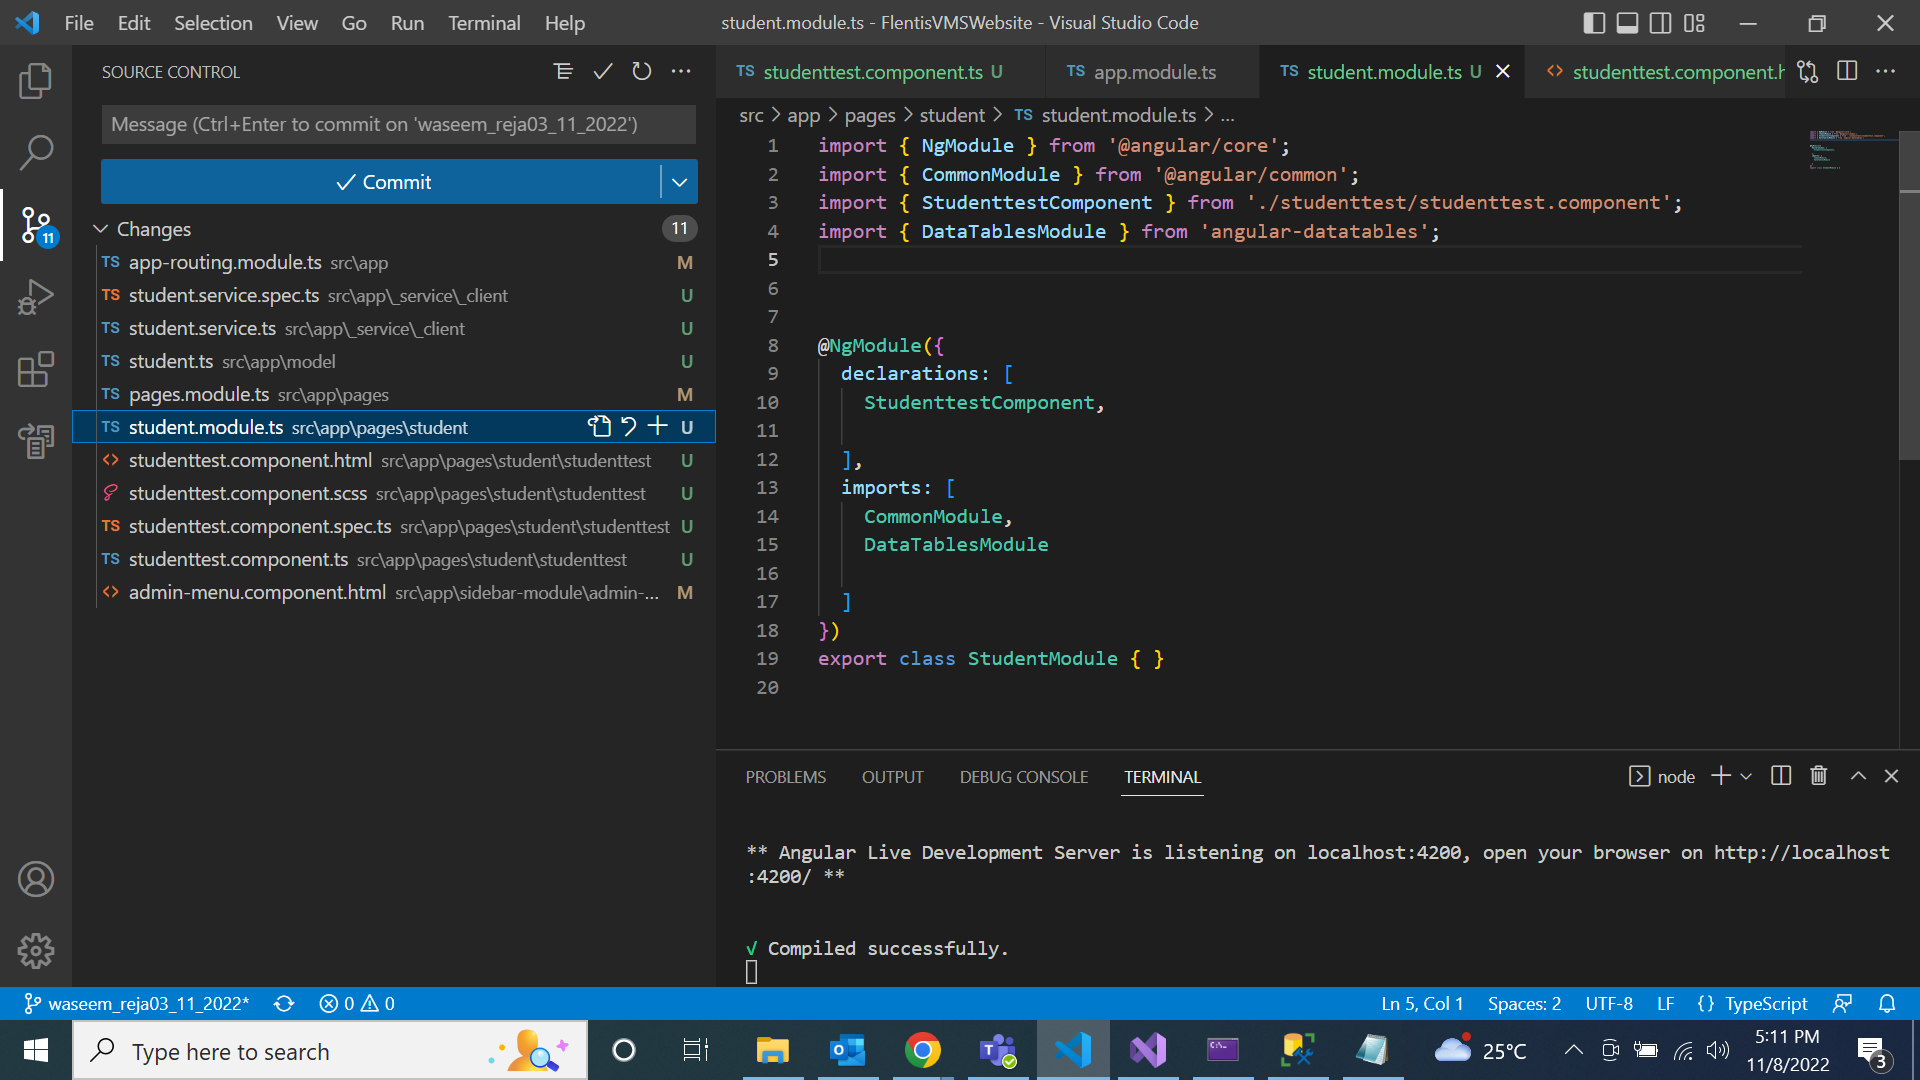 File Edit Selection View Go Run Terminal Help
student.module.ts - FlentisVMSWebsite - Visual Studio Code
SOURCE CONTROL
Message (Ctrl+Enter to commit on 'waseem_reja03_11_2022')
Commit
Changes 11
11
TS app-routing.module.ts src\app M
TS student.service.spec.ts src\app\_service\_client U
TS student.service.ts src\app\_service\_client U
TS student.ts src\app\model U
TS pages.module.ts src\app\pages M
TS student.module.ts src\app\pages\student U
studenttest.component.html src\app\pages\student\studenttest U
studenttest.component.scss src\app\pages\student\studenttest U
TS studenttest.component.spec.ts src\app\pages\student\studenttest U
TS studenttest.component.ts src\app\pages\student\studenttest U
admin-menu.component.html src\app\sidebar-module\admin-... M
TS studenttest.component.ts U
TS app.module.ts
TS student.module.ts U
studenttest.component.h
src > app > pages > student > TS student.module.ts > ...
1 import { NgModule } from '@angular/core';
2 import { CommonModule } from '@angular/common';
3 import { StudenttestComponent } from './studenttest/studenttest.component';
4 import { DataTablesModule } from 'angular-datatables';
5
6
7
8 @NgModule({
9 declarations: [
10 StudenttestComponent,
11
12 ],
13 imports: [
14 CommonModule,
15 DataTablesModule
16
17 ]
18 })
19 export class StudentModule { }
20
PROBLEMS OUTPUT DEBUG CONSOLE TERMINAL
node
** Angular Live Development Server is listening on localhost:4200, open your browser on http://localhost
:4200/ **
√ Compiled successfully.
waseem_reja03_11_2022* 0 0
Ln 5, Col 1 Spaces: 2 UTF-8 LF {} TypeScript
Type here to search
25°C
5:11 PM
11/8/2022
3